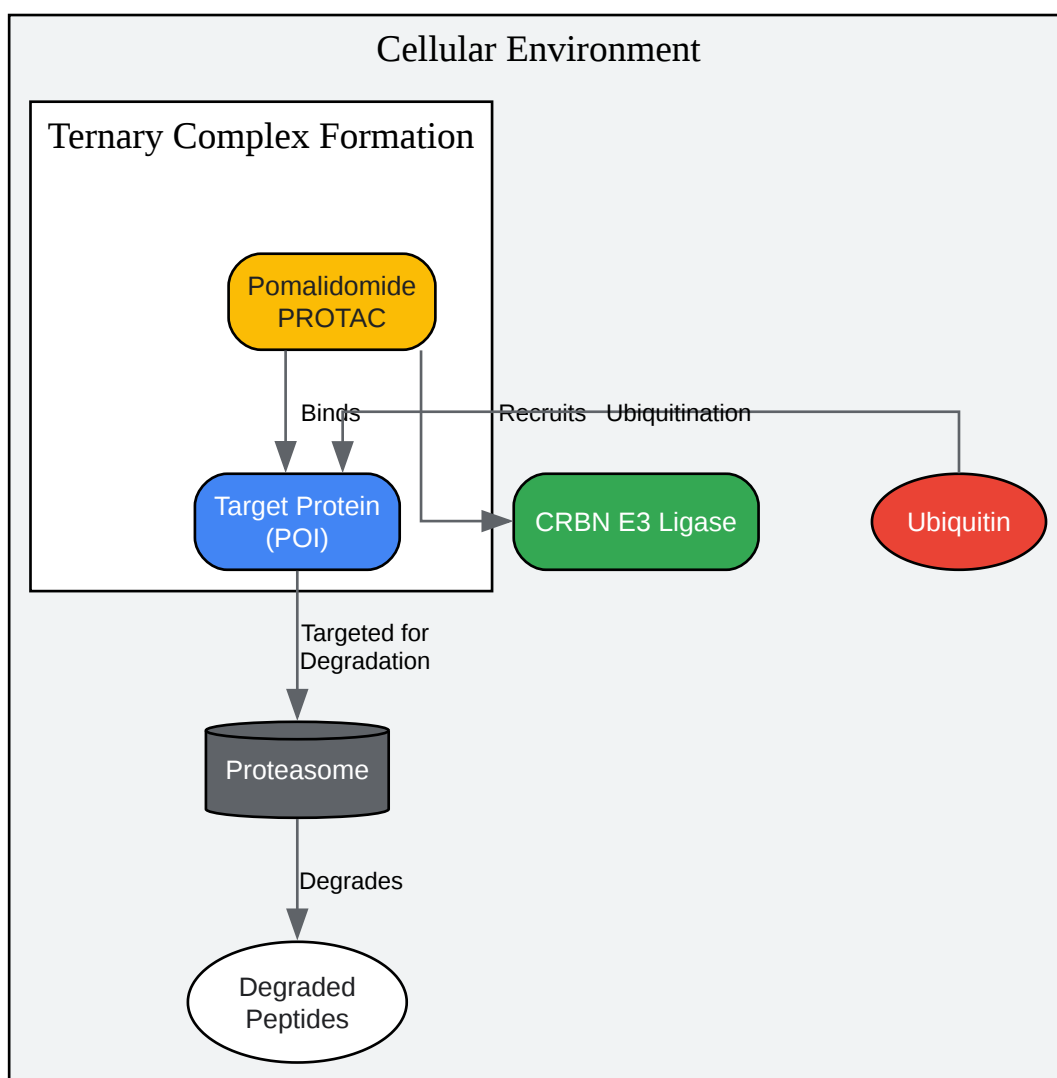 Cellular Environment
Ternary Complex Formation
Pomalidomide
PROTAC
Binds
Recruits
Ubiquitination
Target Protein
(POI)
CRBN E3 Ligase
Ubiquitin
Targeted for
Degradation
Proteasome
Degrades
Degraded
Peptides